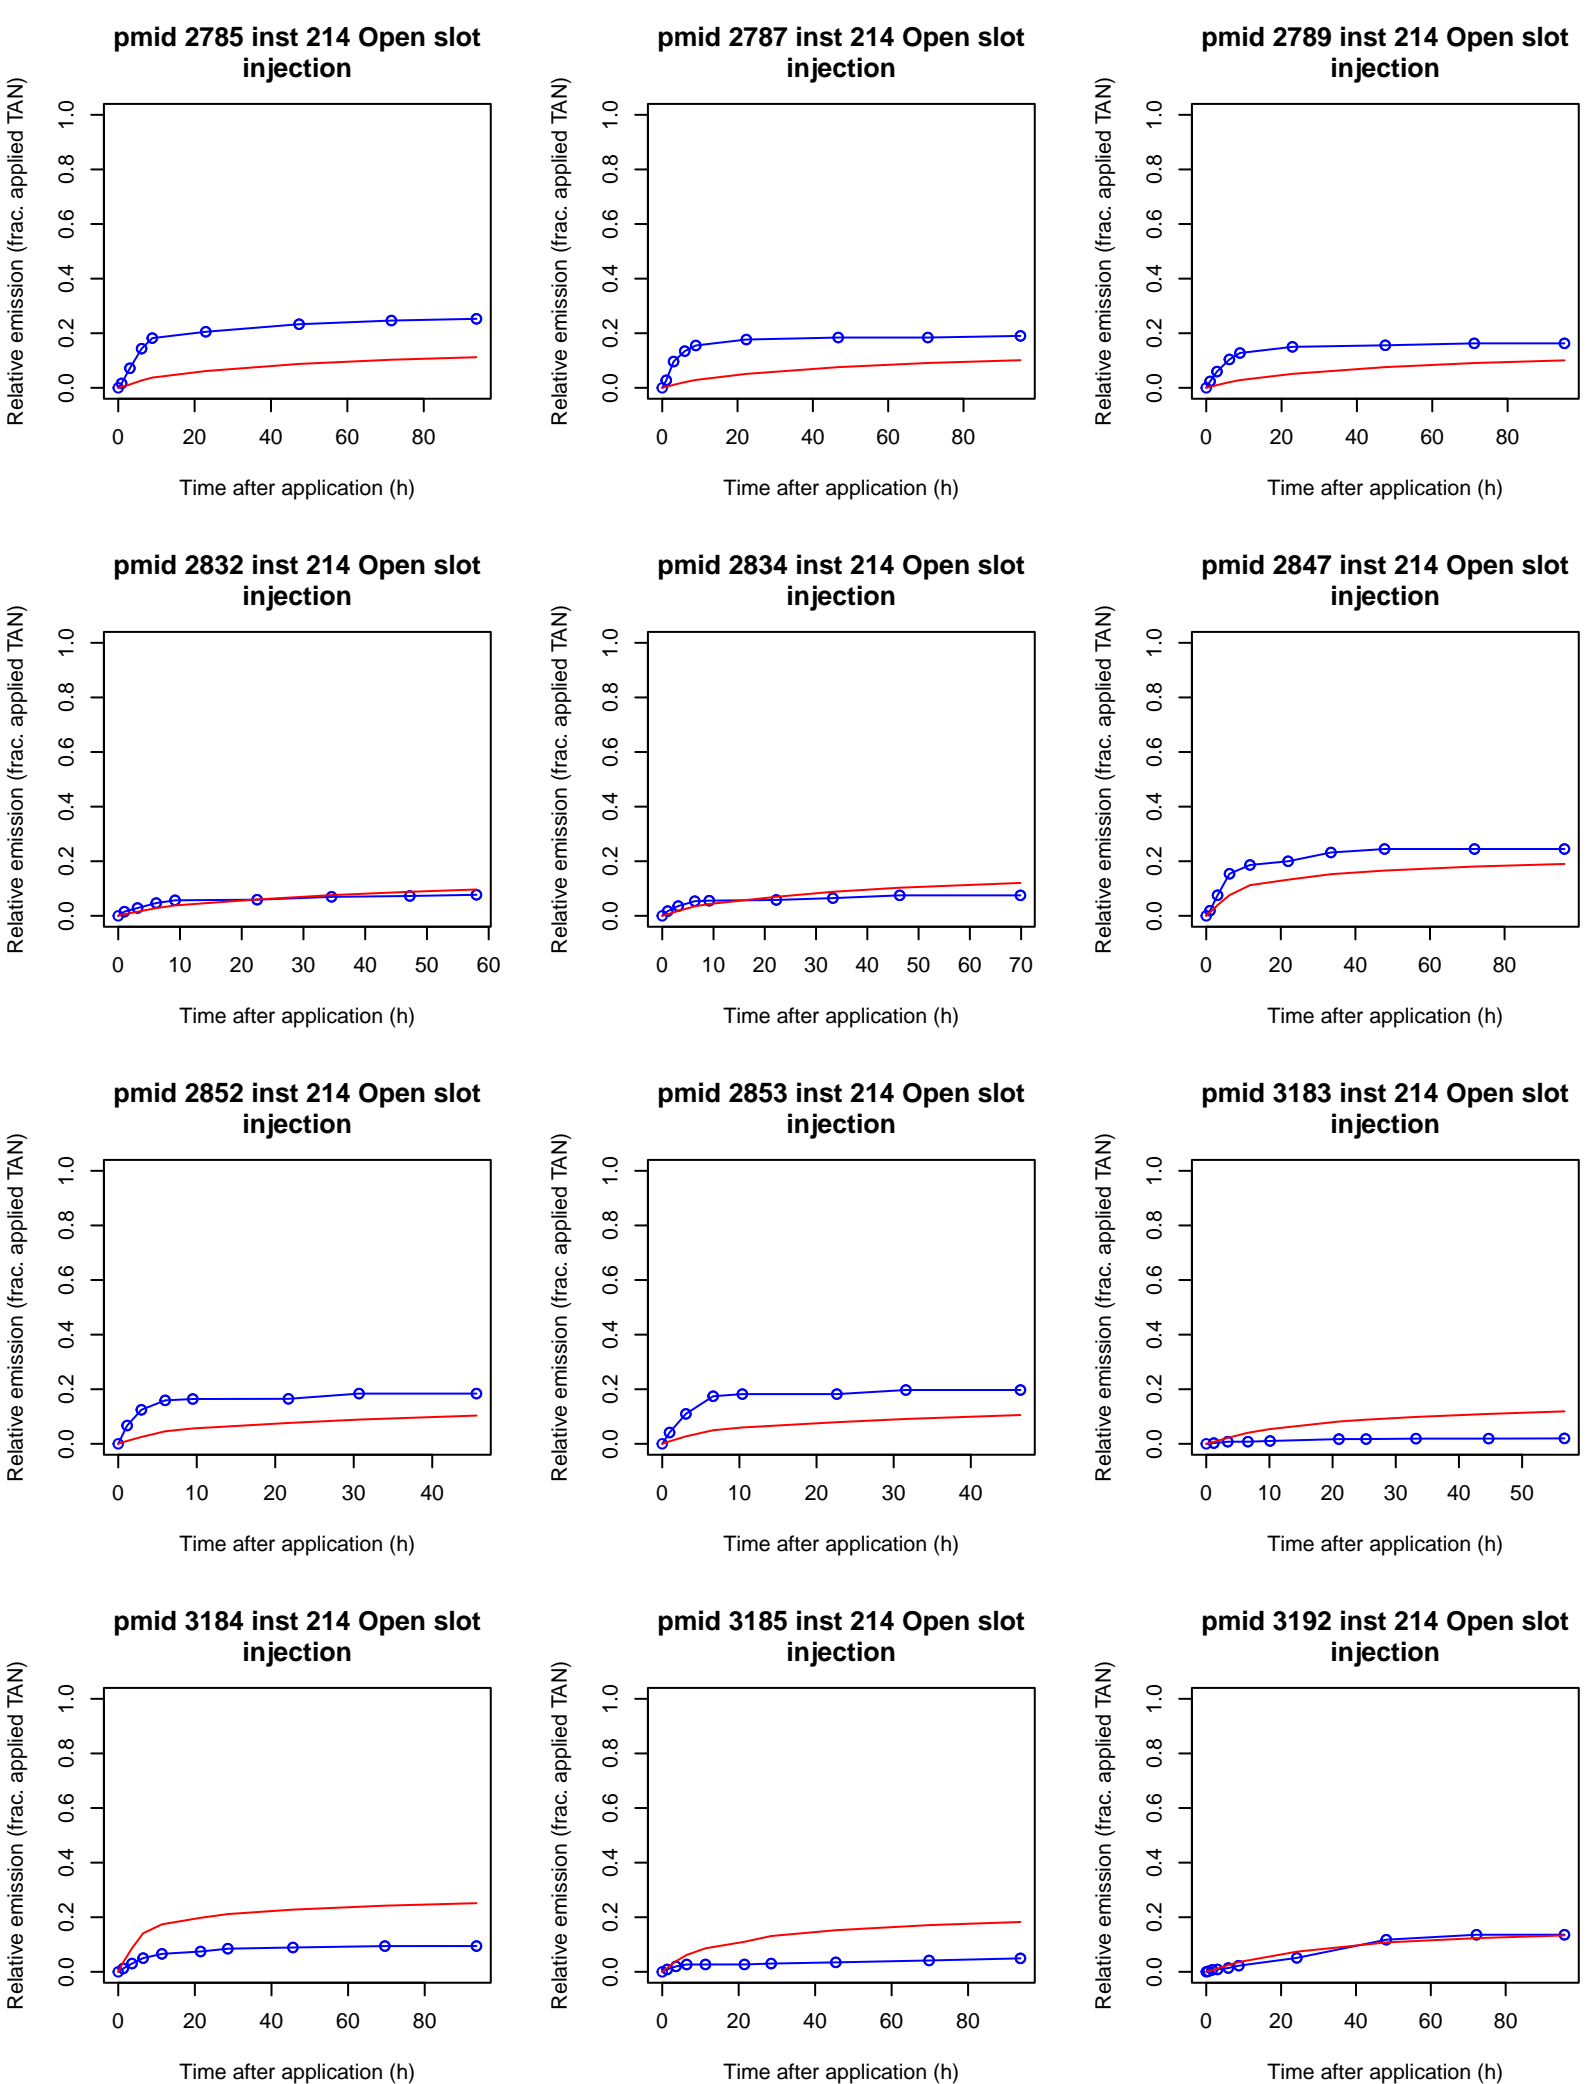 pmid 2785 inst 214 Open slot
injection
Relative emission (frac. applied TAN)
1.0
0.8
0.6
0.4
0.2
0.0
0 20 40 60 80
Time after application (h)
pmid 2787 inst 214 Open slot
injection
Relative emission (frac. applied TAN)
1.0
0.8
0.6
0.4
0.2
0.0
0 20 40 60 80
Time after application (h)
pmid 2789 inst 214 Open slot
injection
Relative emission (frac. applied TAN)
1.0
0.8
0.6
0.4
0.2
0.0
0 20 40 60 80
Time after application (h)
pmid 2832 inst 214 Open slot
injection
Relative emission (frac. applied TAN)
1.0
0.8
0.6
0.4
0.2
0.0
0 10 20 30 40 50 60
Time after application (h)
pmid 2834 inst 214 Open slot
injection
Relative emission (frac. applied TAN)
1.0
0.8
0.6
0.4
0.2
0.0
0 10 20 30 40 50 60 70
Time after application (h)
pmid 2847 inst 214 Open slot
injection
Relative emission (frac. applied TAN)
1.0
0.8
0.6
0.4
0.2
0.0
0 20 40 60 80
Time after application (h)
pmid 2852 inst 214 Open slot
injection
Relative emission (frac. applied TAN)
1.0
0.8
0.6
0.4
0.2
0.0
0 10 20 30 40
Time after application (h)
pmid 2853 inst 214 Open slot
injection
Relative emission (frac. applied TAN)
1.0
0.8
0.6
0.4
0.2
0.0
0 10 20 30 40
Time after application (h)
pmid 3183 inst 214 Open slot
injection
Relative emission (frac. applied TAN)
1.0
0.8
0.6
0.4
0.2
0.0
0 10 20 30 40 50
Time after application (h)
pmid 3184 inst 214 Open slot
injection
Relative emission (frac. applied TAN)
1.0
0.8
0.6
0.4
0.2
0.0
0 20 40 60 80
Time after application (h)
pmid 3185 inst 214 Open slot
injection
Relative emission (frac. applied TAN)
1.0
0.8
0.6
0.4
0.2
0.0
0 20 40 60 80
Time after application (h)
pmid 3192 inst 214 Open slot
injection
Relative emission (frac. applied TAN)
1.0
0.8
0.6
0.4
0.2
0.0
0 20 40 60 80
Time after application (h)